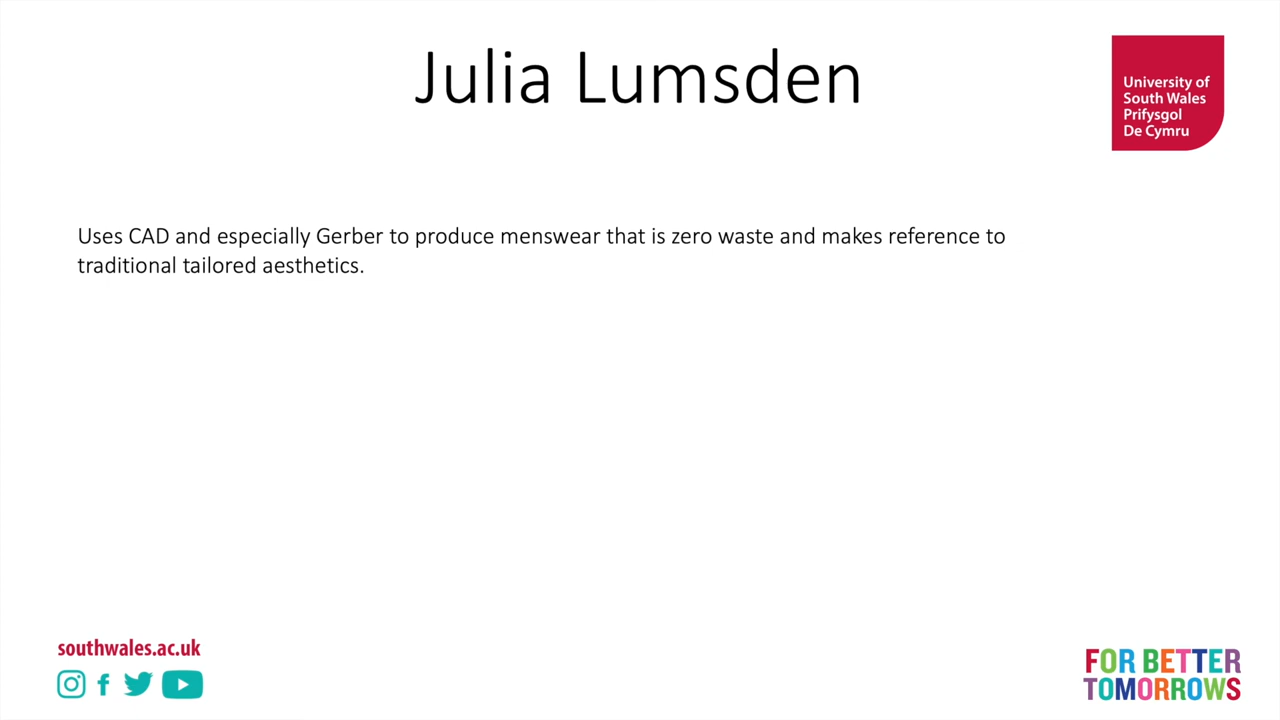 Julia Lumsden
University of
South Wales
Prifysgol
De Cymru
Uses CAD and especially Gerber to produce menswear that is zero waste and makes reference to
traditional tailored aesthetics.
southwales.ac.uk
FOR BETTER
TOMORROWS